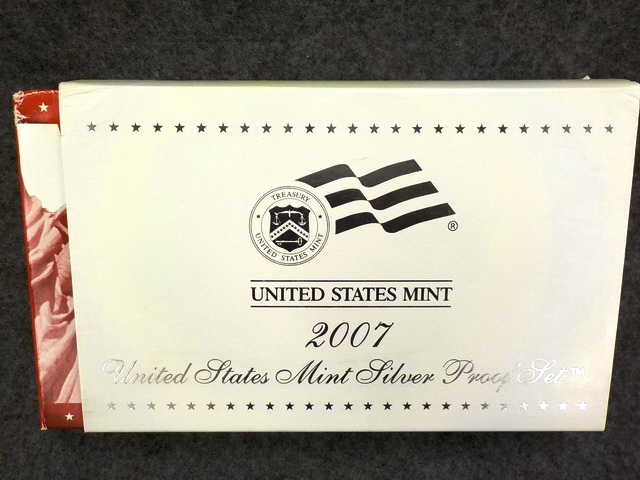 TREASURY
UNITED STATES MINT
®
UNITED STATES MINT
2007
United States Mint Silver Proof Set™